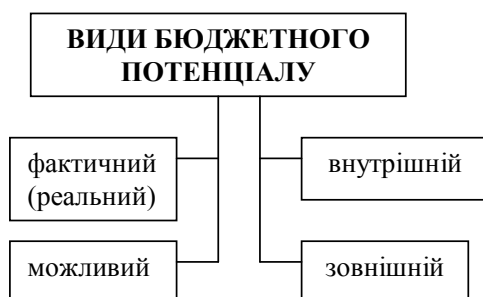 ВИДИ БЮДЖЕТНОГО
ПОТЕНЦІАЛУ
фактичний
(реальний)
внутрішній
можливий
зовнішній